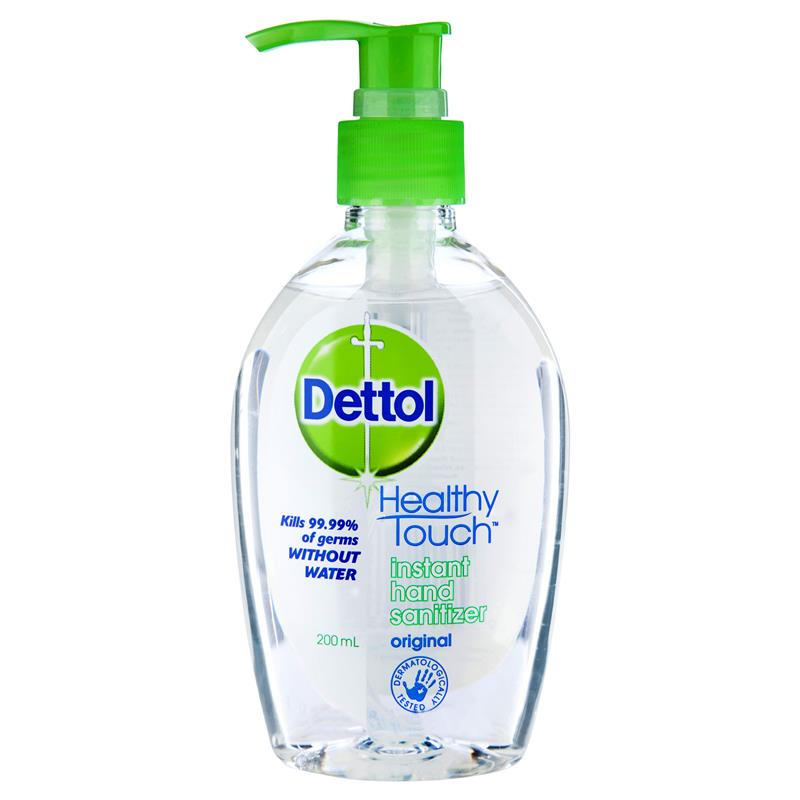 Dettol
Healthy
Touch™
Kills 99.99%
of germs
WITHOUT
WATER
instant
hand
sanitizer
200 mL
original
DERMATOLOGICALLY
TESTED